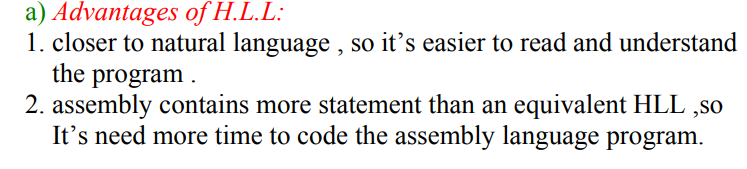 a) Advantages of H.L.L:
1. closer to natural language , so it’s easier to read and understand
the program .
2. assembly contains more statement than an equivalent HLL ,so
It’s need more time to code the assembly language program.